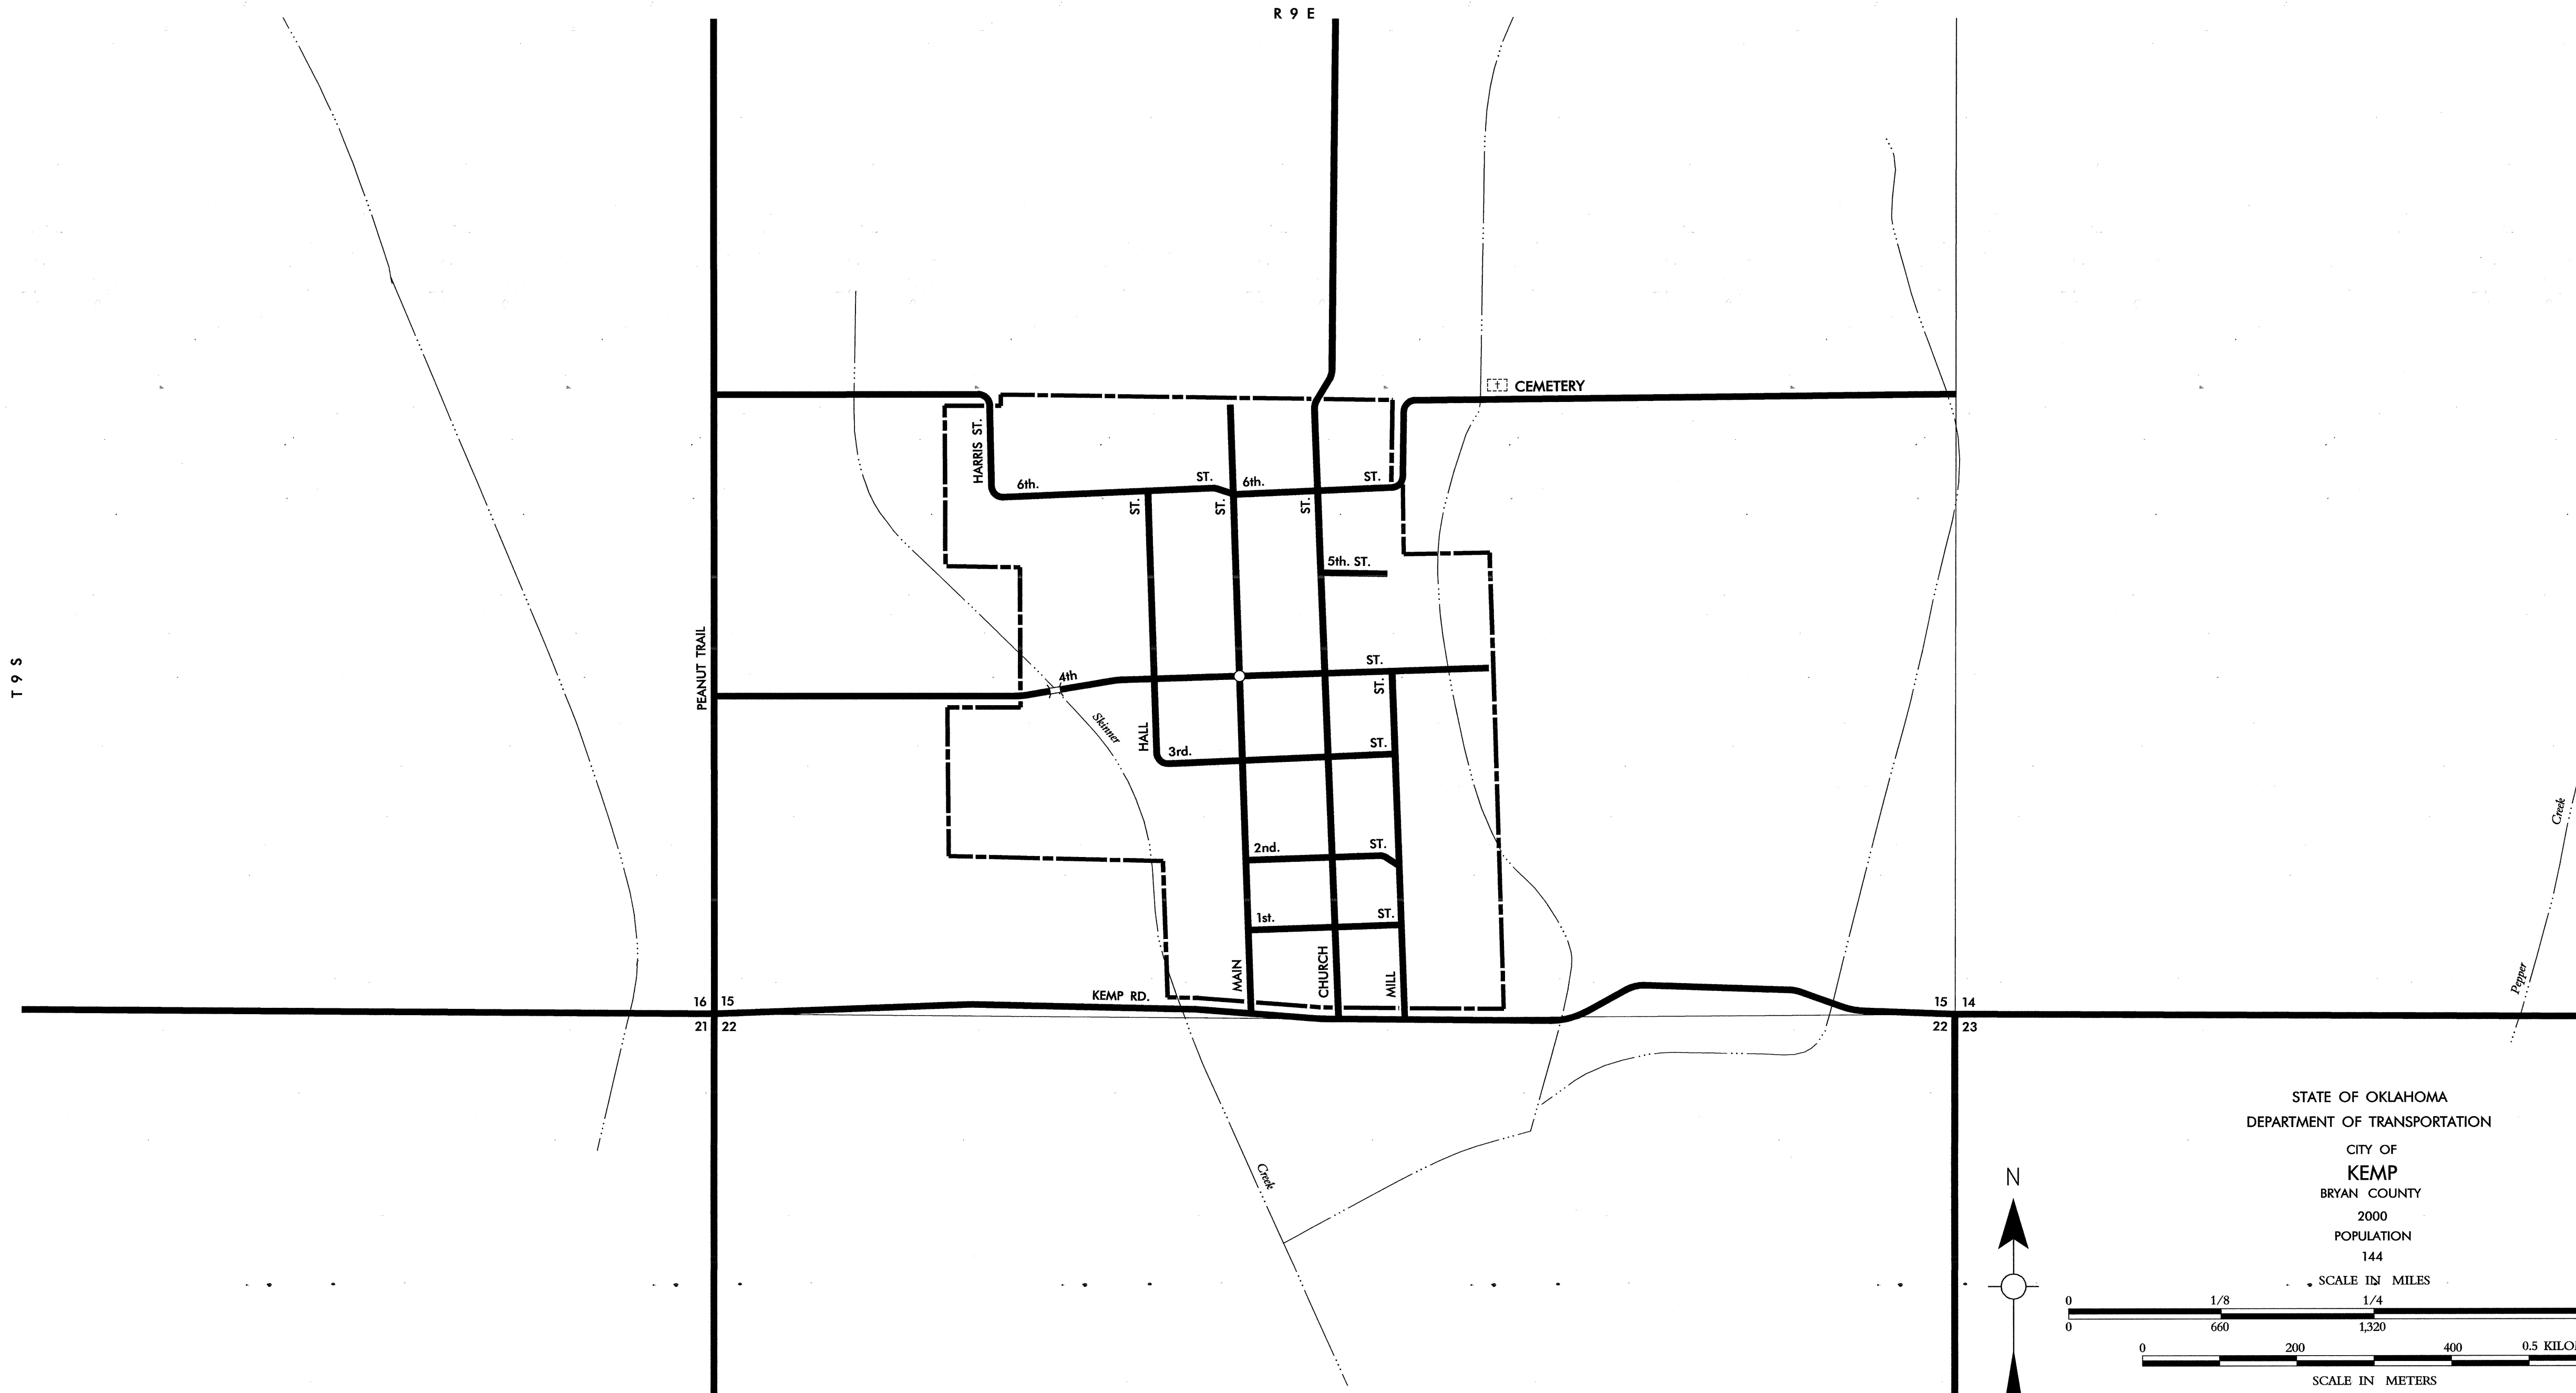 R 9 E
CEMETERY
HARRIS ST.
6th.
ST.
6th.
ST.
ST.
ST.
ST.
5th. ST.
T 9 S
PEANUT TRAIL
4th
ST.
ST.
Skinner
HALL
3rd.
ST.
2nd.
ST.
1st.
ST.
MAIN
CHURCH
MILL
KEMP RD.
16 15
21 22
15 14
22 23
Creek
Pepper
Creek
STATE OF OKLAHOMA
DEPARTMENT OF TRANSPORTATION
CITY OF
KEMP
BRYAN COUNTY
2000
POPULATION
144
N
SCALE IN MILES
0 1/8 1/4
0 660 1,320
0 200 400 0.5 KILO
SCALE IN METERS